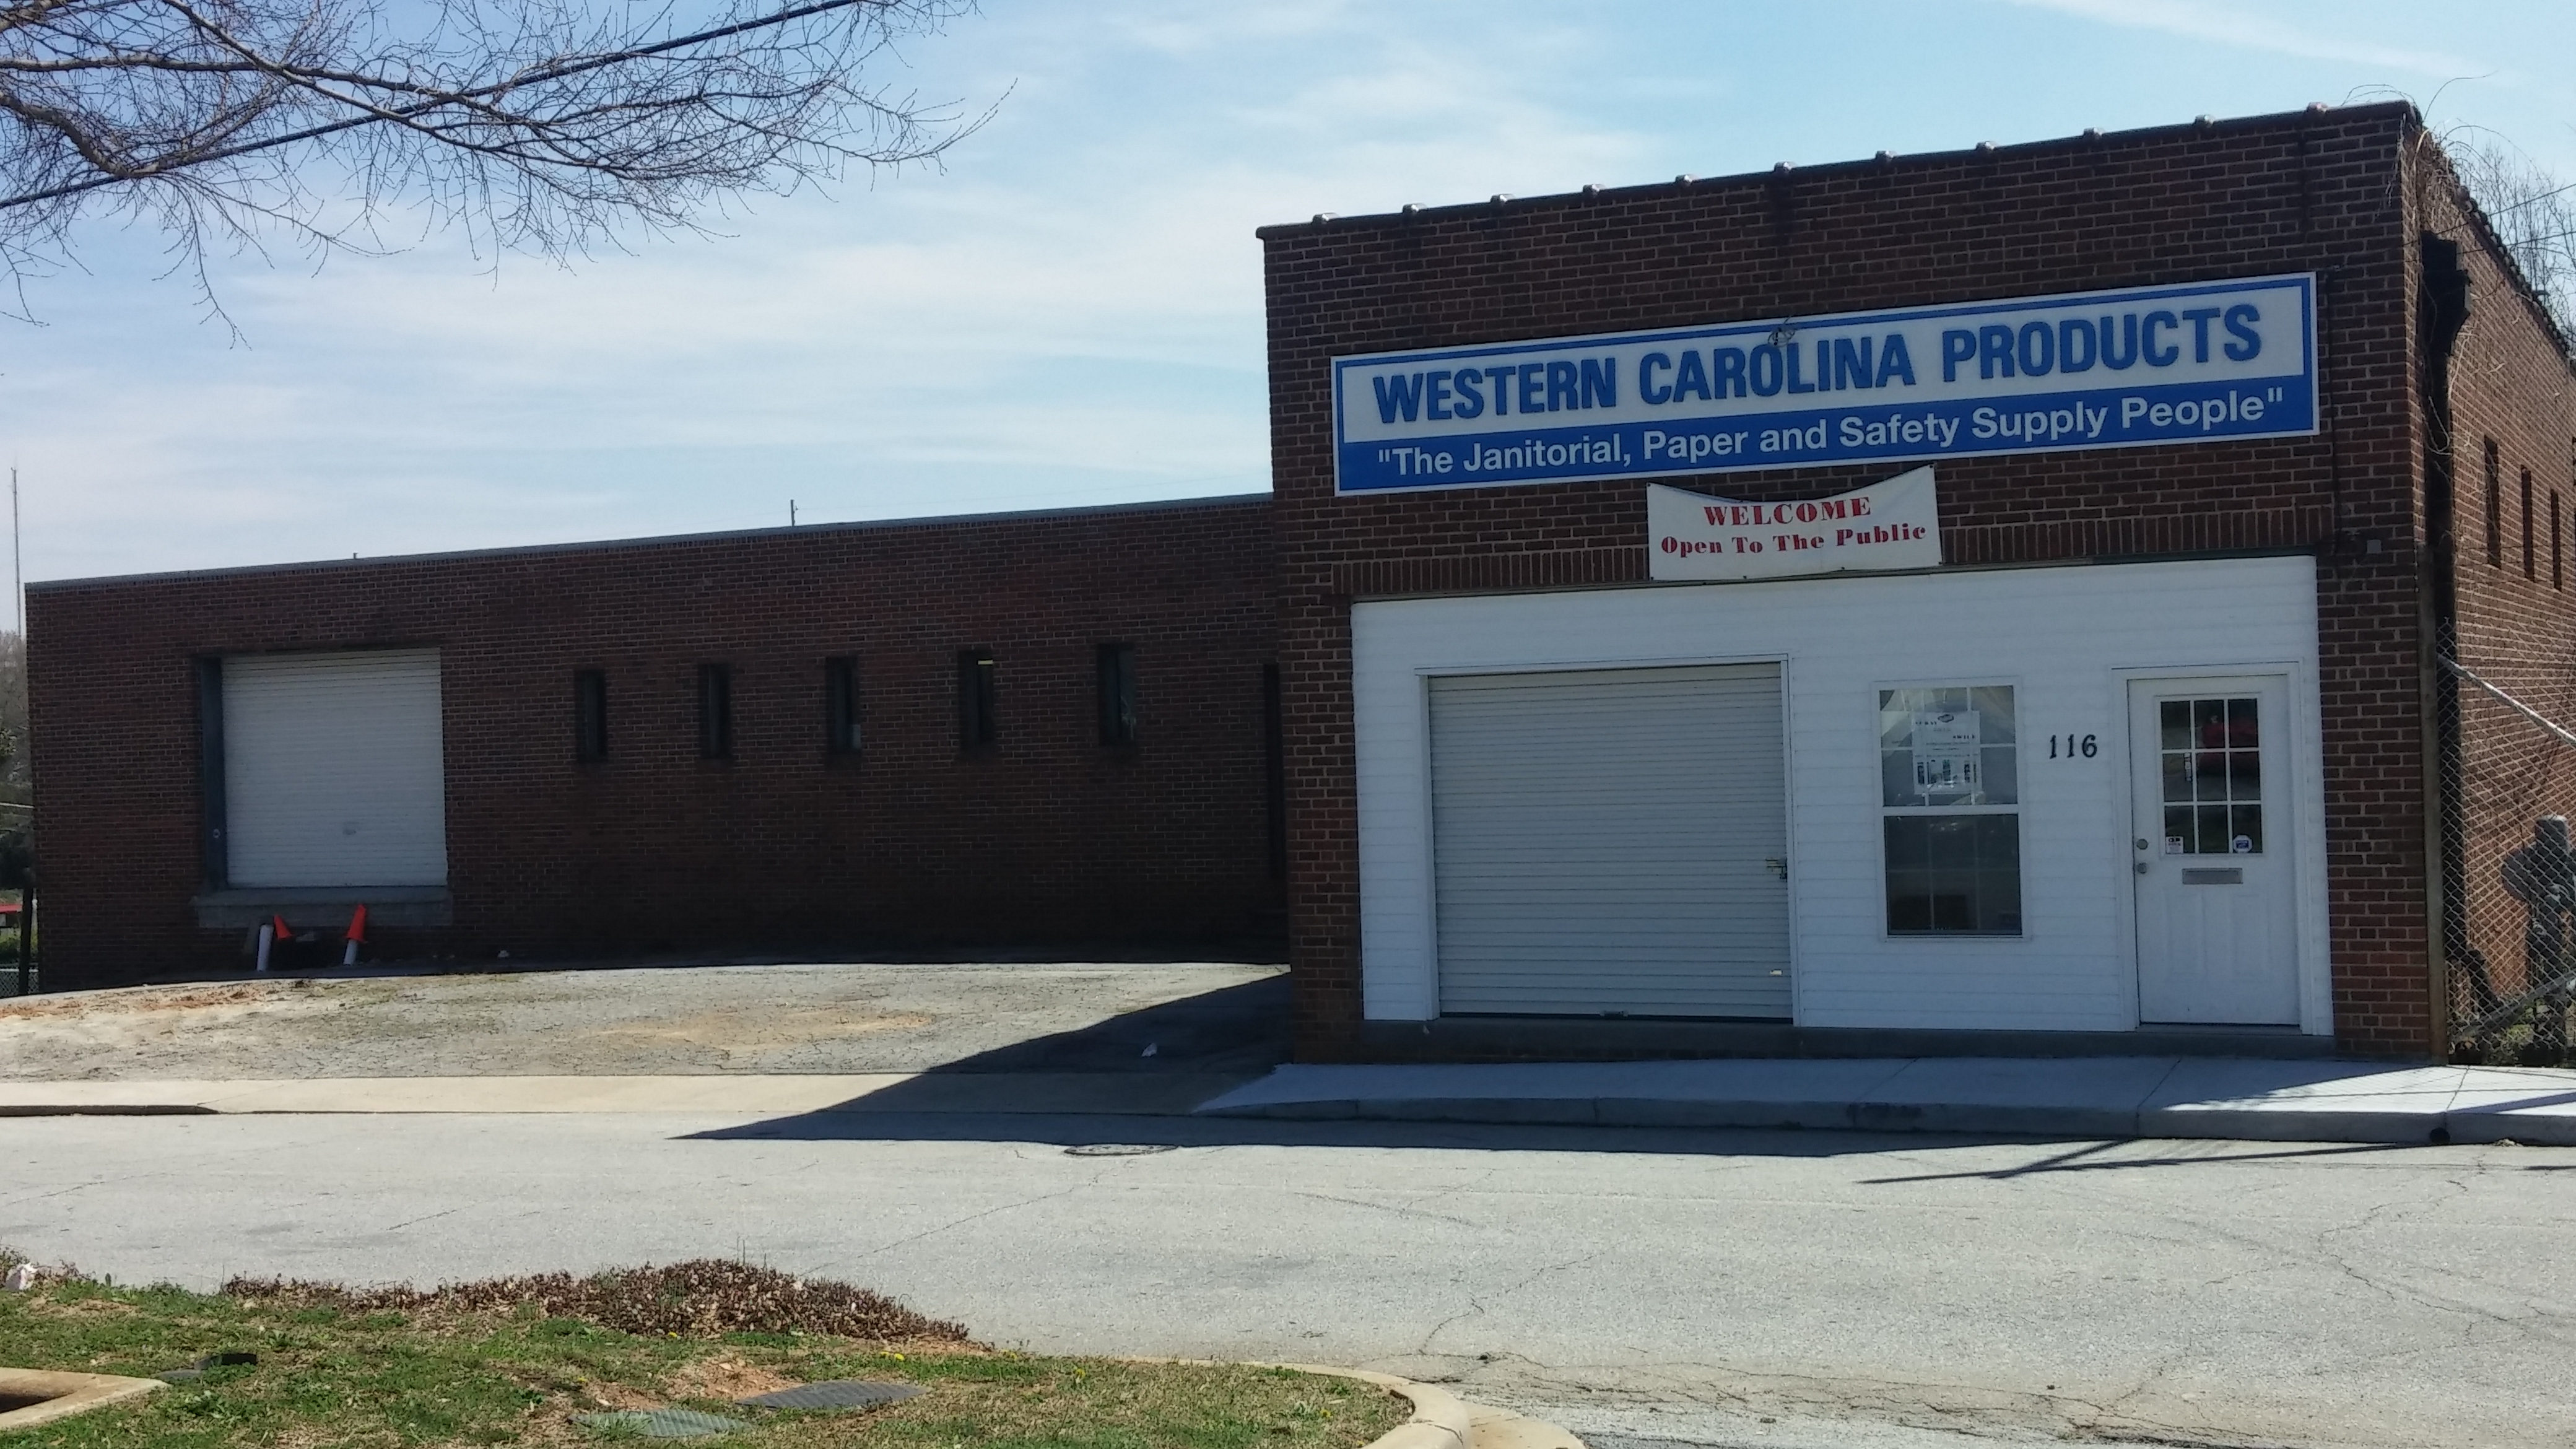 WESTERN CAROLINA PRODUCTS
"The Janitorial, Paper and Safety Supply People"
WELCOME
Open To The Public
116